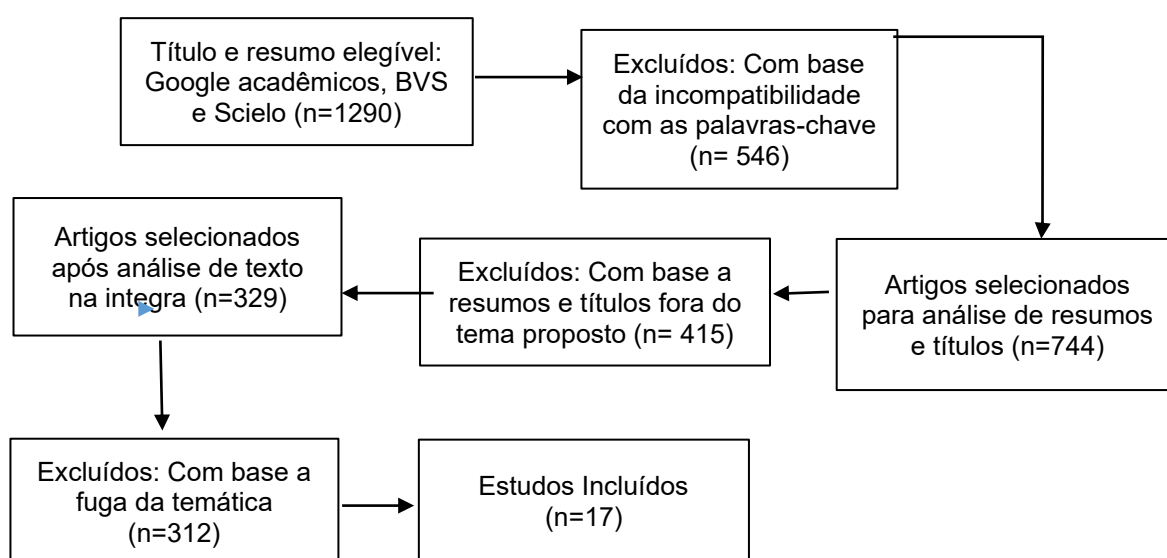 Título e resumo elegível:
Google acadêmicos, BVS
e Scielo (n=1290)
Excluídos: Com base
da incompatibilidade
com as palavras-chave
(n= 546)
Artigos selecionados
para análise de resumos
e títulos (n=744)
Excluídos: Com base a
resumos e títulos fora do
tema proposto (n= 415)
Artigos selecionados
após análise de texto
na integra (n=329)
Excluídos: Com base a
fuga da temática
(n=312)
Estudos Incluídos
(n=17)